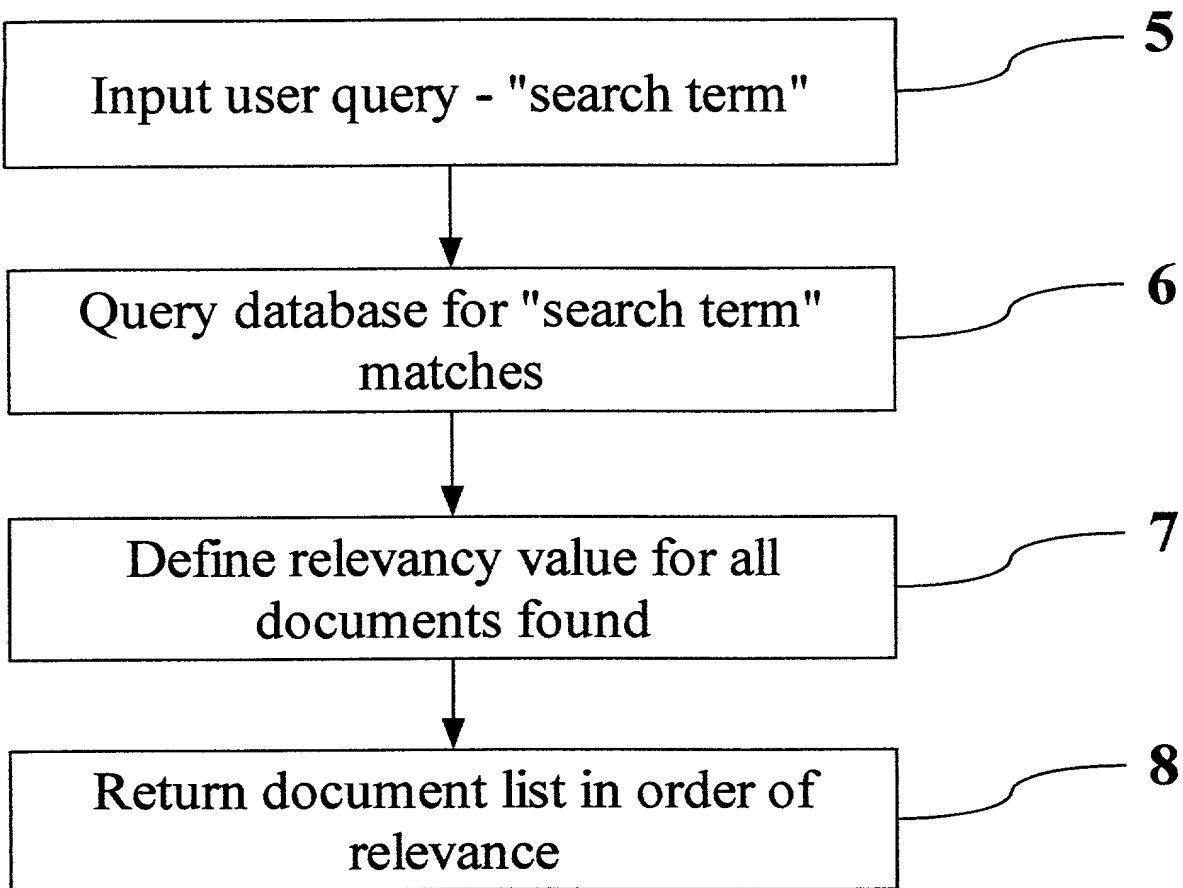 5
Input user query - "search term"
6
Query database for "search term"
matches
7
Define relevancy value for all
documents found
8
Return document list in order of
relevance